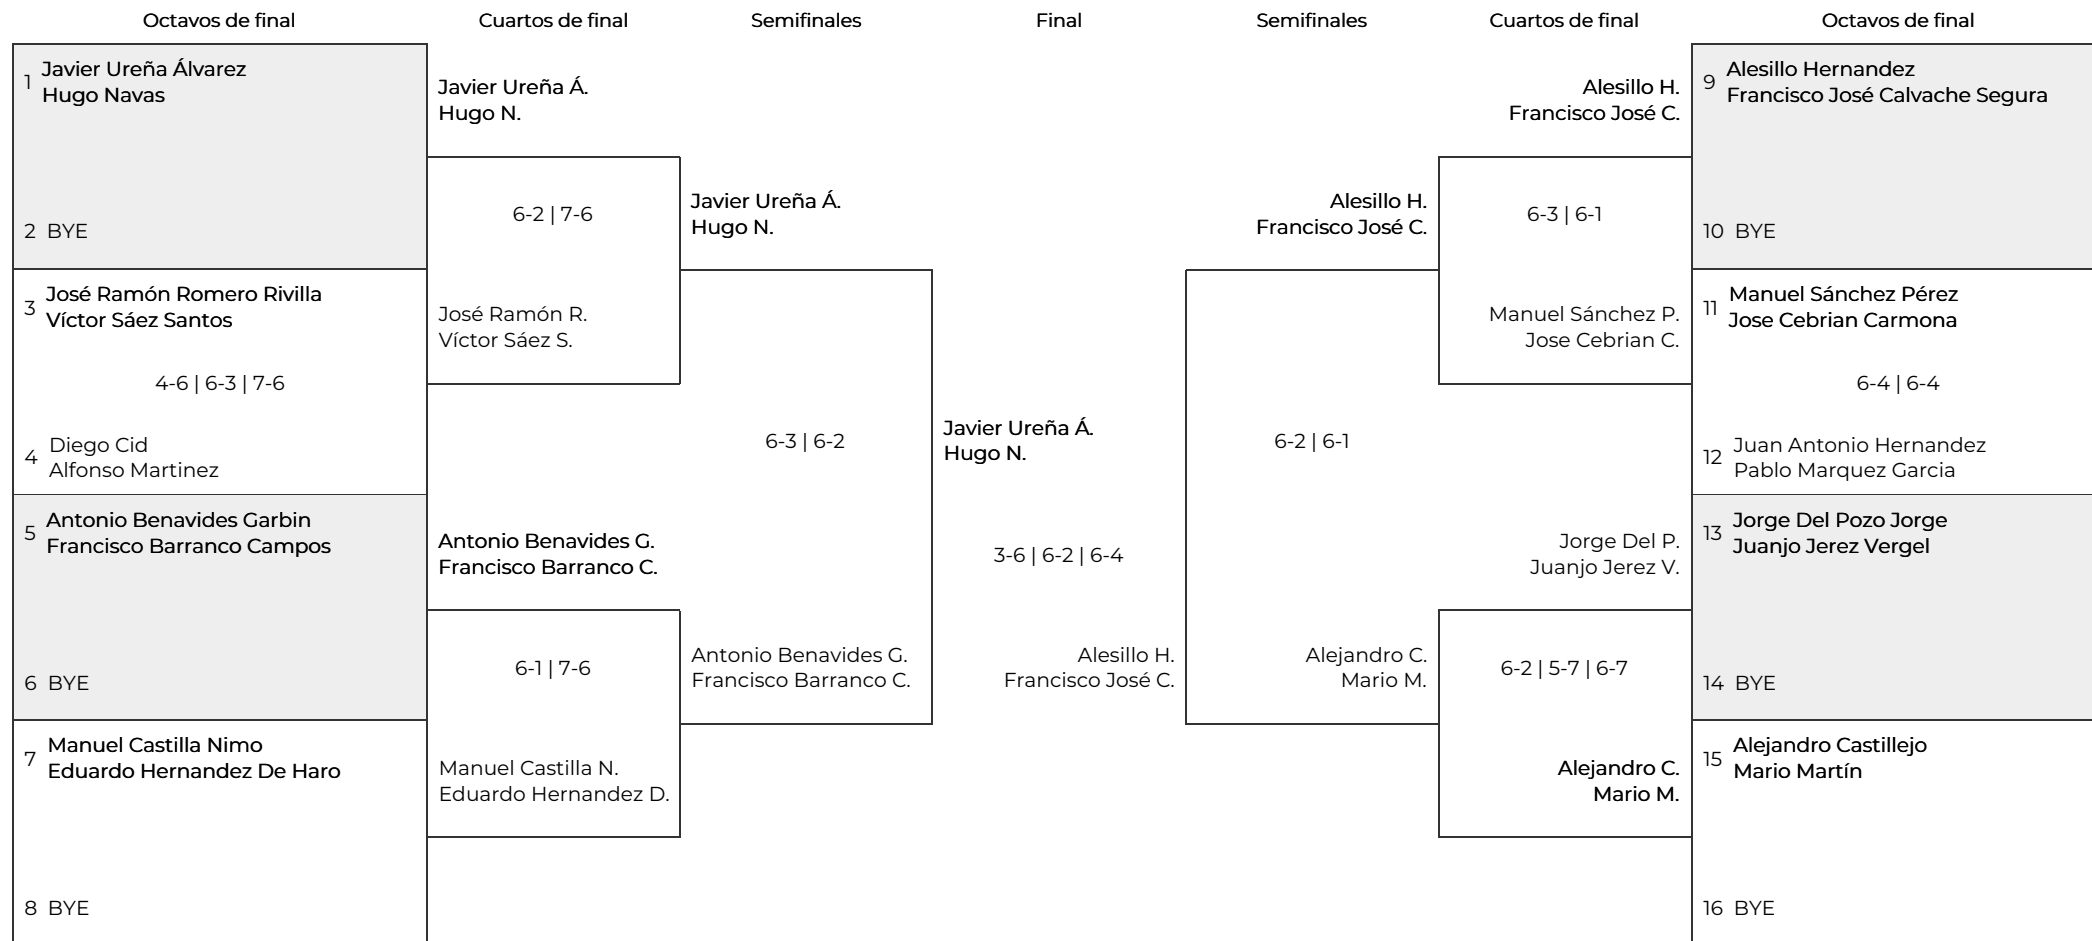 Octavos de final
Cuartos de final
Semifinales
Final
Semifinales
Cuartos de final
Octavos de final
1
Javier Ureña Álvarez
Hugo Navas
2 BYE
3
José Ramón Romero Rivilla
Víctor Sáez Santos
4-6 | 6-3 | 7-6
4
Diego Cid
Alfonso Martinez
5
Antonio Benavides Garbin
Francisco Barranco Campos
6 BYE
7
Manuel Castilla Nimo
Eduardo Hernandez De Haro
8 BYE
Javier Ureña Á.
Hugo N.
6-2 | 7-6
José Ramón R.
Víctor Sáez S.
Antonio Benavides G.
Francisco Barranco C.
6-1 | 7-6
Manuel Castilla N.
Eduardo Hernandez D.
Javier Ureña Á.
Hugo N.
6-3 | 6-2
Antonio Benavides G.
Francisco Barranco C.
Javier Ureña Á.
Hugo N.
3-6 | 6-2 | 6-4
Alesillo H.
Francisco José C.
Alesillo H.
Francisco José C.
6-2 | 6-1
Alejandro C.
Mario M.
Alesillo H.
Francisco José C.
6-3 | 6-1
Manuel Sánchez P.
Jose Cebrian C.
Jorge Del P.
Juanjo Jerez V.
6-2 | 5-7 | 6-7
Alejandro C.
Mario M.
9
Alesillo Hernandez
Francisco José Calvache Segura
10 BYE
11
Manuel Sánchez Pérez
Jose Cebrian Carmona
6-4 | 6-4
12
Juan Antonio Hernandez
Pablo Marquez Garcia
13
Jorge Del Pozo Jorge
Juanjo Jerez Vergel
14 BYE
15
Alejandro Castillejo
Mario Martín
16 BYE